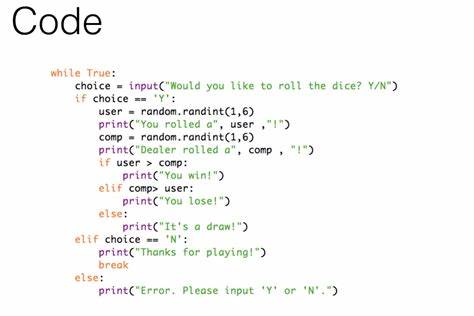 Code
while True:
    choice = input("Would you like to roll the dice? Y/N")
    if choice == 'Y':
        user = random.randint(1,6)
        print("You rolled a", user ,"!")
        comp = random.randint(1,6)
        print("Dealer rolled a", comp , "!")
        if user > comp:
            print("You win!")
        elif comp> user:
            print("You lose!")
        else:
            print("It's a draw!")
    elif choice == 'N':
        print("Thanks for playing!")
        break
    else:
        print("Error. Please input 'Y' or 'N'.")